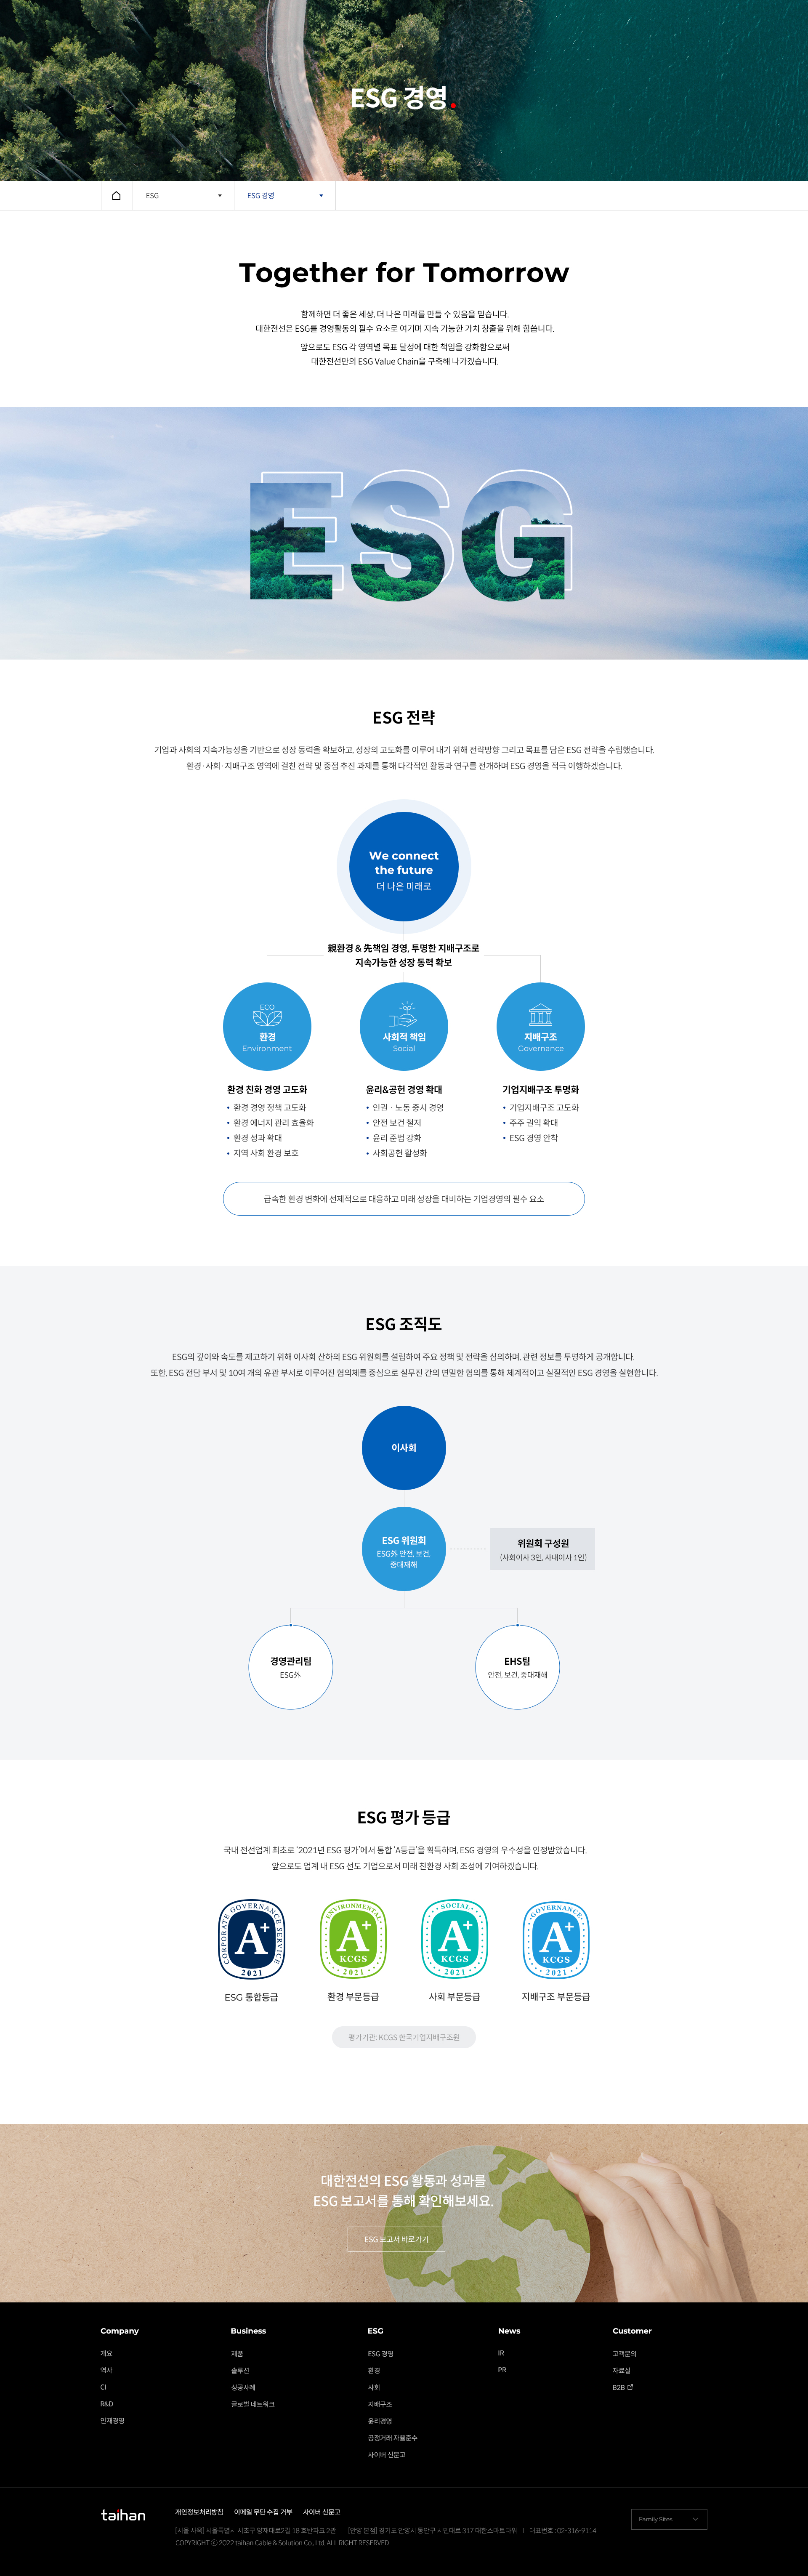 ESG 경영.
ESG
ESG 경영
Together for Tomorrow
함께하면 더 좋은 세상, 더 나은 미래를 만들 수 있음을 믿습니다.
대한전선은 ESG를 경영활동의 필수 요소로 여기며 지속 가능한 가치 창출을 위해 힘씁니다.
앞으로도 ESG 각 영역별 목표 달성에 대한 책임을 강화함으로써
대한전선만의 ESG Value Chain을 구축해 나가겠습니다.
ESG
ESG 전략
기업과 사회의 지속가능성을 기반으로 성장 동력을 확보하고, 성장의 고도화를 이루어 내기 위해 전략방향 그리고 목표를 담은 ESG 전략을 수립했습니다.
환경·사회·지배구조 영역에 걸친 전략 및 중점 추진 과제를 통해 다각적인 활동과 연구를 전개하며 ESG 경영을 적극 이행하겠습니다.
We connect
the future
더 나은 미래로
親환경 & 先책임 경영, 투명한 지배구조로
지속가능한 성장 동력 확보
ECO
환경
Environment
사회적 책임
Social
지배구조
Governance
환경 친화 경영 고도화
• 환경 경영 정책 고도화
• 환경 에너지 관리 효율화
• 환경 성과 확대
• 지역 사회 환경 보호
윤리&공헌 경영 확대
• 인권 · 노동 중시 경영
• 안전 보건 철저
• 윤리 준법 강화
• 사회공헌 활성화
기업지배구조 투명화
• 기업지배구조 고도화
• 주주 권익 확대
• ESG 경영 안착
급속한 환경 변화에 선제적으로 대응하고 미래 성장을 대비하는 기업경영의 필수 요소
ESG 조직도
ESG의 깊이와 속도를 제고하기 위해 이사회 산하의 ESG 위원회를 설립하여 주요 정책 및 전략을 심의하며, 관련 정보를 투명하게 공개합니다.
또한, ESG 전담 부서 및 10여 개의 유관 부서로 이루어진 협의체를 중심으로 실무진 간의 면밀한 협의를 통해 체계적이고 실질적인 ESG 경영을 실현합니다.
이사회
ESG 위원회
ESG外 안전, 보건,
중대재해
위원회 구성원
(사회이사 3인, 사내이사 1인)
경영관리팀
ESG外
EHS팀
안전, 보건, 중대재해
ESG 평가 등급
국내 전선업계 최초로 '2021년 ESG 평가'에서 통합 'A등급'을 획득하며, ESG 경영의 우수성을 인정받았습니다.
앞으로도 업계 내 ESG 선도 기업으로서 미래 친환경 사회 조성에 기여하겠습니다.
CORPORATE GOVERNANCE SERVICE
A+
2021
ESG 통합등급
ENVIRONMENTAL
A+
KCGS
2021
환경 부문등급
SOCIAL
A+
KCGS
2021
사회 부문등급
GOVERNANCE
A+
KCGS
2021
지배구조 부문등급
평가기관: KCGS 한국기업지배구조원
대한전선의 ESG 활동과 성과를
ESG 보고서를 통해 확인해보세요.
ESG 보고서 바로가기
Company
개요
역사
CI
R&D
인재경영
Business
제품
솔루션
성공사례
글로벌 네트워크
ESG
ESG 경영
환경
사회
지배구조
윤리경영
공정거래 자율준수
사이버 신문고
News
IR
PR
Customer
고객문의
자료실
B2B
taihan
개인정보처리방침 이메일 무단 수집 거부 사이버 신문고
[서울 사옥] 서울특별시 서초구 양재대로2길 18 호반파크 2관 | [안양 본점] 경기도 안양시 동안구 시민대로 317 대한스마트타워 | 대표번호 : 02-316-9114
COPYRIGHT ⓒ 2022 taihan Cable & Solution Co., Ltd. ALL RIGHT RESERVED
Family Sites